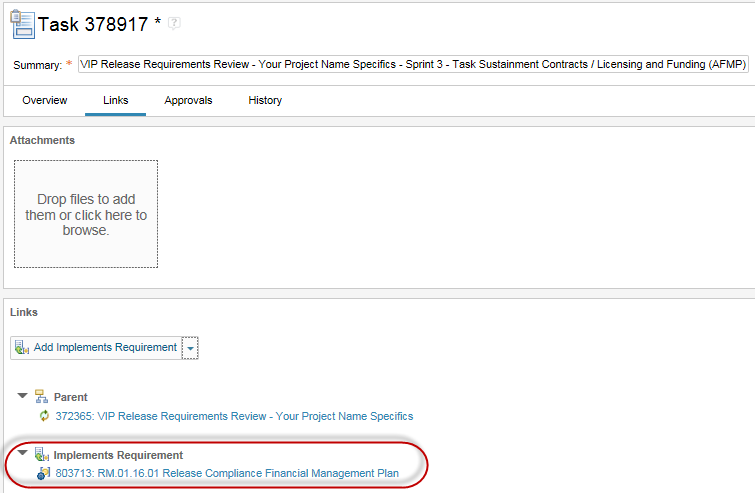 Task 378917 * ?
Summary: * VIP Release Requirements Review - Your Project Name Specifics - Sprint 3 - Task Sustainment Contracts / Licensing and Funding (AFMP)
Overview Links Approvals History
Attachments
Drop files to add
them or click here to
browse.
Links
Add Implements Requirement
Parent
372365: VIP Release Requirements Review - Your Project Name Specifics
Implements Requirement
803713: RM.01.16.01 Release Compliance Financial Management Plan